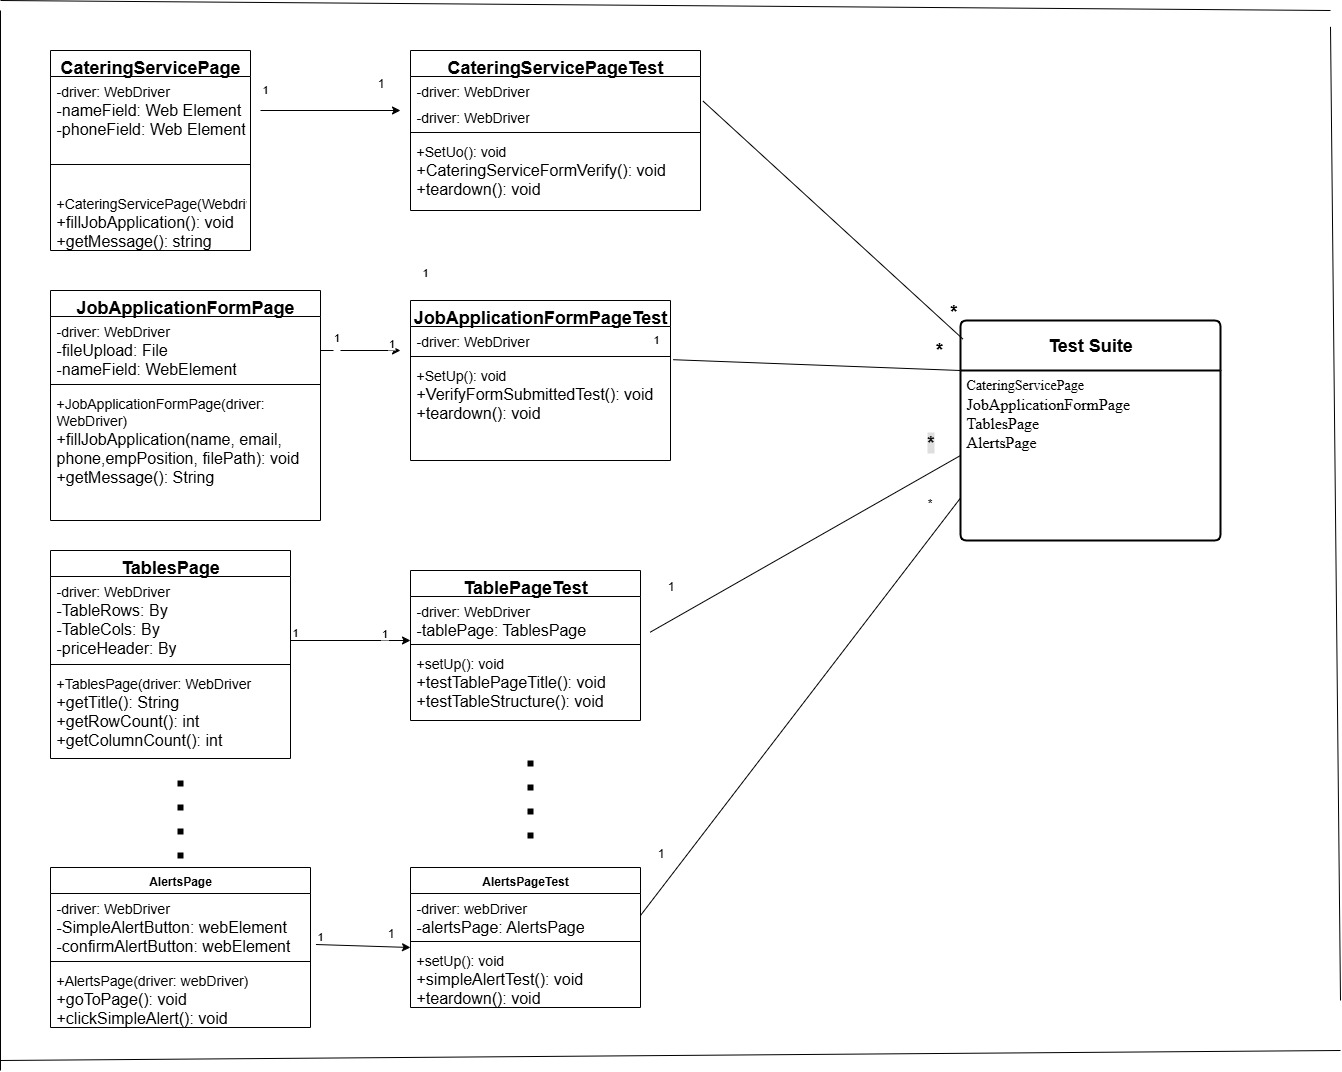 CateringServicePage
-driver: WebDriver
-nameField: Web Element
-phoneField: Web Element
+CateringServicePage(Webdri
+fillJobApplication(): void
+getMessage(): string
1
1
CateringServicePageTest
-driver: WebDriver
-driver: WebDriver
+SetUo(): void
+CateringServiceFormVerify(): void
+teardown(): void
1
JobApplicationFormPage
-driver: WebDriver
-fileUpload: File
-nameField: WebElement
+JobApplicationFormPage(driver:
WebDriver)
+fillJobApplication(name, email,
phone,empPosition, filePath): void
+getMessage(): String
1
1
JobApplicationFormPageTest
-driver: WebDriver
1
+SetUp(): void
+VerifyFormSubmittedTest(): void
+teardown(): void
*
*
*
*
Test Suite
CateringServicePage
JobApplicationFormPage
TablesPage
AlertsPage
TablesPage
-driver: WebDriver
-TableRows: By
-TableCols: By
-priceHeader: By
+TablesPage(driver: WebDriver
+getTitle(): String
+getRowCount(): int
+getColumnCount(): int
1
1
TablePageTest
-driver: WebDriver
-tablePage: TablesPage
+setUp(): void
+testTablePageTitle(): void
+testTableStructure(): void
1
AlertsPage
-driver: WebDriver
-SimpleAlertButton: webElement
-confirmAlertButton: webElement
+AlertsPage(driver: webDriver)
+goToPage(): void
+clickSimpleAlert(): void
1
1
AlertsPageTest
-driver: webDriver
-alertsPage: AlertsPage
+setUp(): void
+simpleAlertTest(): void
+teardown(): void
1